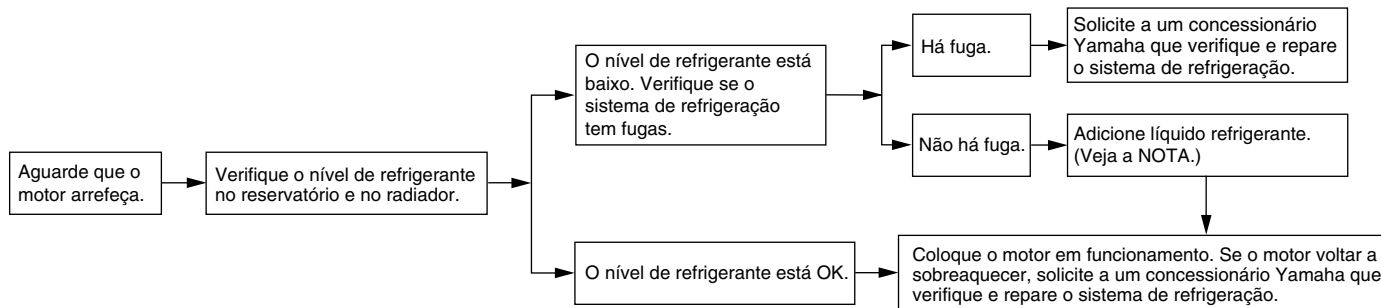 Aguarde que o
motor arrefeça.
Verifique o nível de refrigerante
no reservatório e no radiador.
O nível de refrigerante está
baixo. Verifique se o
sistema de refrigeração
tem fugas.
Há fuga.
Solicite a um concessionário
Yamaha que verifique e repare
o sistema de refrigeração.
Não há fuga.
Adicione líquido refrigerante.
(Veja a NOTA.)
O nível de refrigerante está OK.
Coloque o motor em funcionamento. Se o motor voltar a
sobreaquecer, solicite a um concessionário Yamaha que
verifique e repare o sistema de refrigeração.